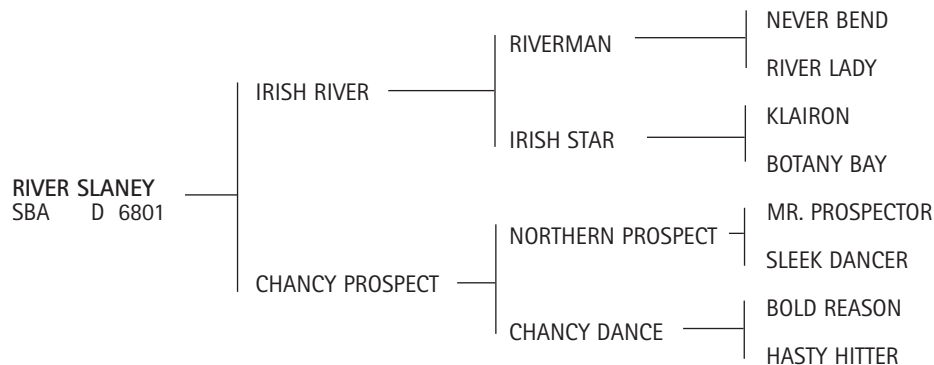 NEVER BEND
RIVERMAN
RIVER LADY
IRISH RIVER
KLAIRON
IRISH STAR
BOTANY BAY
RIVER SLANEY
SBA D 6801
MR. PROSPECTOR
NORTHERN PROSPECT
SLEEK DANCER
CHANCY PROSPECT
BOLD REASON
CHANCY DANCE
HASTY HITTER